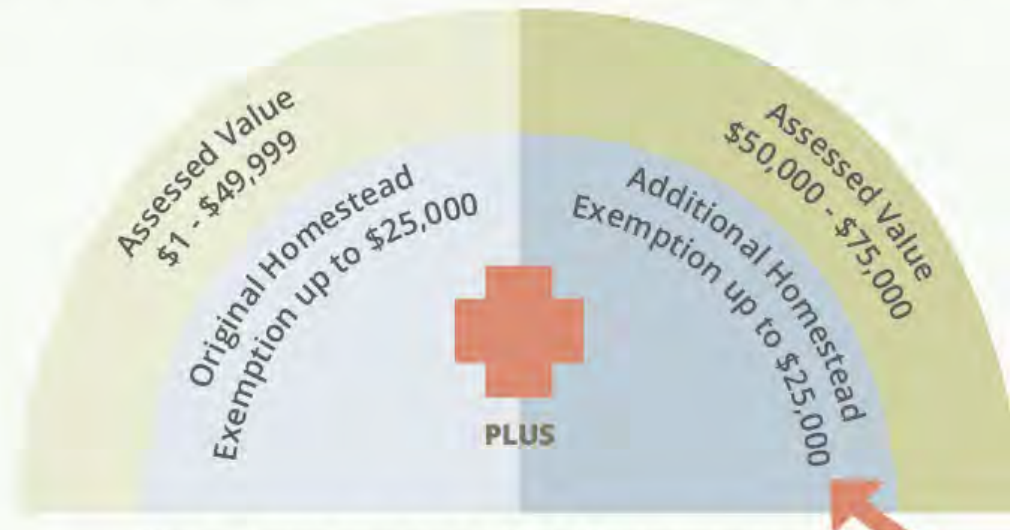 Assessed Value
$1 - $49,999
Original Homestead
Exemption up to $25,000
PLUS
Assessed Value
$50,000 - $75,000
Additional Homestead
Exemption up to $25,000